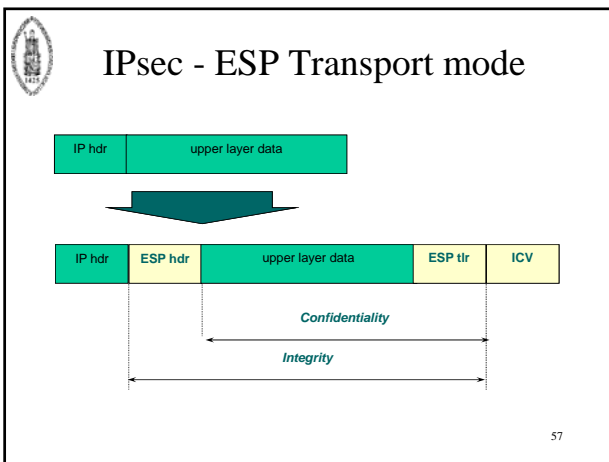 1425
IPsec - ESP Transport mode
IP hdr upper layer data
IP hdr ESP hdr upper layer data ESP tlr ICV
Confidentiality
Integrity
57